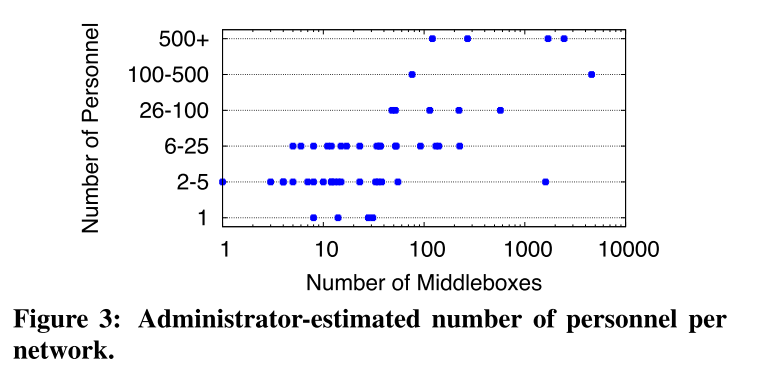 Number of Personnel
500+
100-500
26-100
6-25
2-5
1
1 10 100 1000 10000
Number of Middleboxes
Figure 3: Administrator-estimated number of personnel per
network.